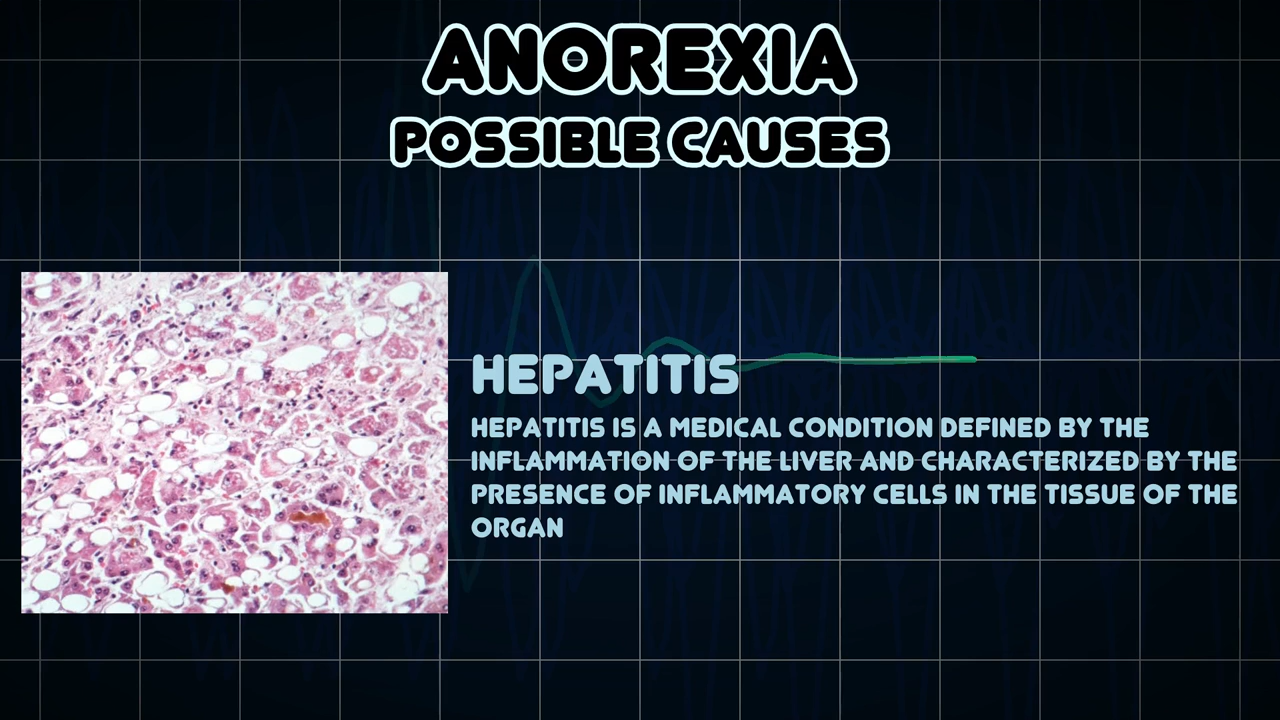 ANOREXIA
POSSIBLE CAUSES
HEPATITIS
HEPATITIS IS A MEDICAL CONDITION DEFINED BY THE
INFLAMMATION OF THE LIVER AND CHARACTERIZED BY THE
PRESENCE OF INFLAMMATORY CELLS IN THE TISSUE OF THE
ORGAN